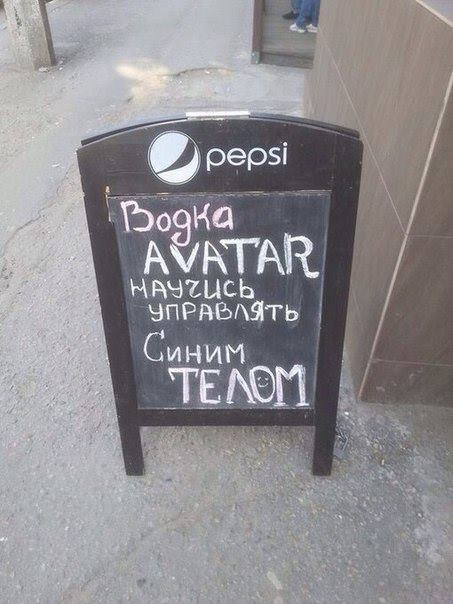 pepsi
Водка
AVATAR
НАУЧИСЬ
УПРАВЛЯТЬ
Синим
ТЕЛОМ